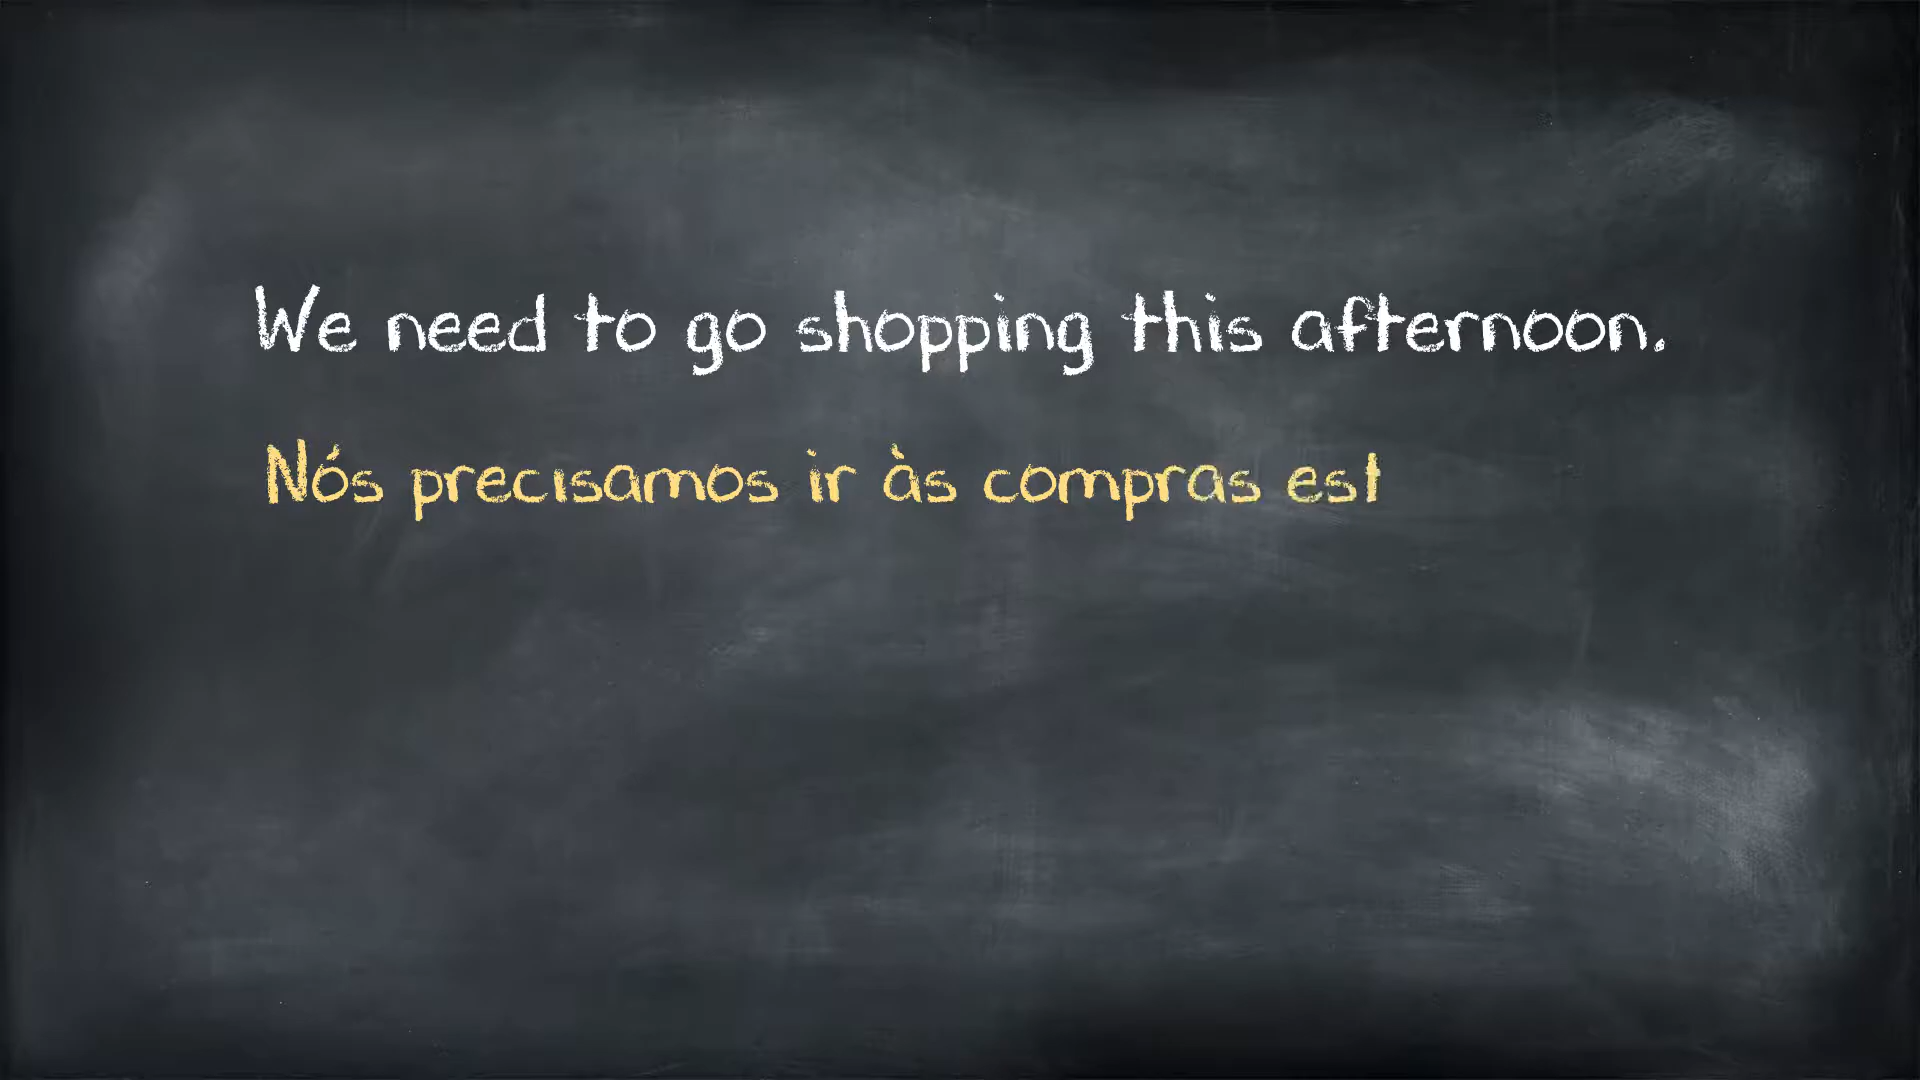 We need to go shopping this afternoon.
Nós precisamos ir às compras est